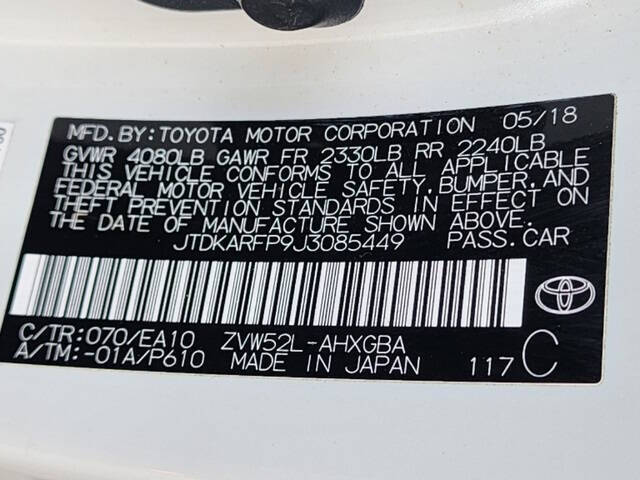 MFD. BY: TOYOTA MOTOR CORPORATION 05/18
GVWR 4080LB GAWR FR 2330LB RR 2240LB
THIS VEHICLE CONFORMS TO ALL APPLICABLE
FEDERAL MOTOR VEHICLE SAFETY, BUMPER, AND
THEFT PREVENTION STANDARDS IN EFFECT ON
THE DATE OF MANUFACTURE SHOWN ABOVE.
JTDKARFP9J3085449 PASS. CAR
C/TR: 070/EA10 ZVW52L-AHXGBA
A/TM: -01A/P610 MADE IN JAPAN 117 C